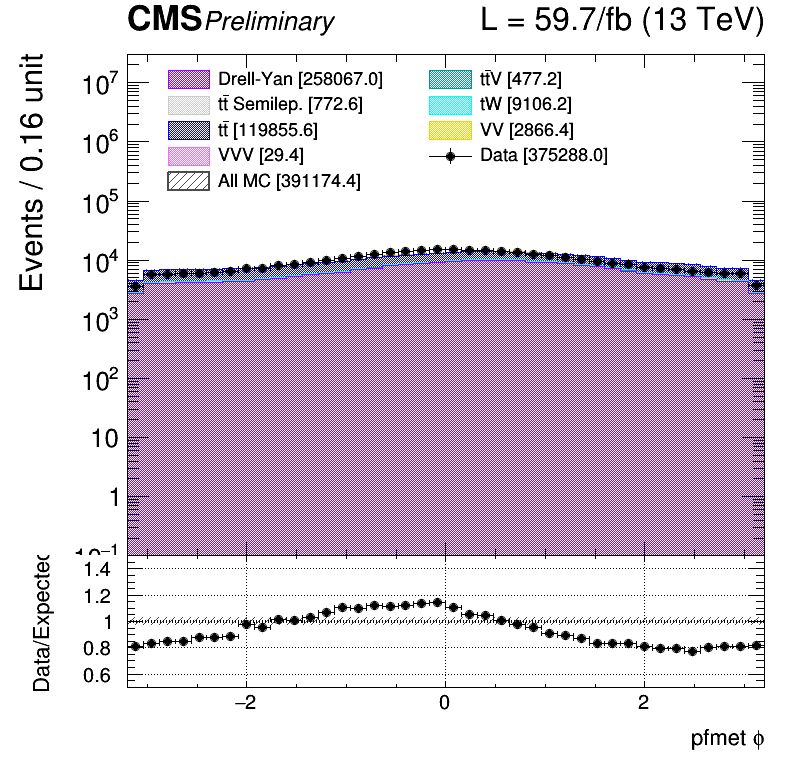 CMS Preliminary L = 59.7/fb (13 TeV)
Events / 0.16 unit
Drell-Yan [258067.0]
tt̄ Semilep. [772.6]
tt̄ [119855.6]
VVV [29.4]
All MC [391174.4]
tt̄V [477.2]
tW [9106.2]
VV [2866.4]
Data [375288.0]
10⁷
10⁶
10⁵
10⁴
10³
10²
10
1
10⁻¹
Data/Expected
1.4
1.2
1
0.8
0.6
−2 0 2
pfmet ϕ